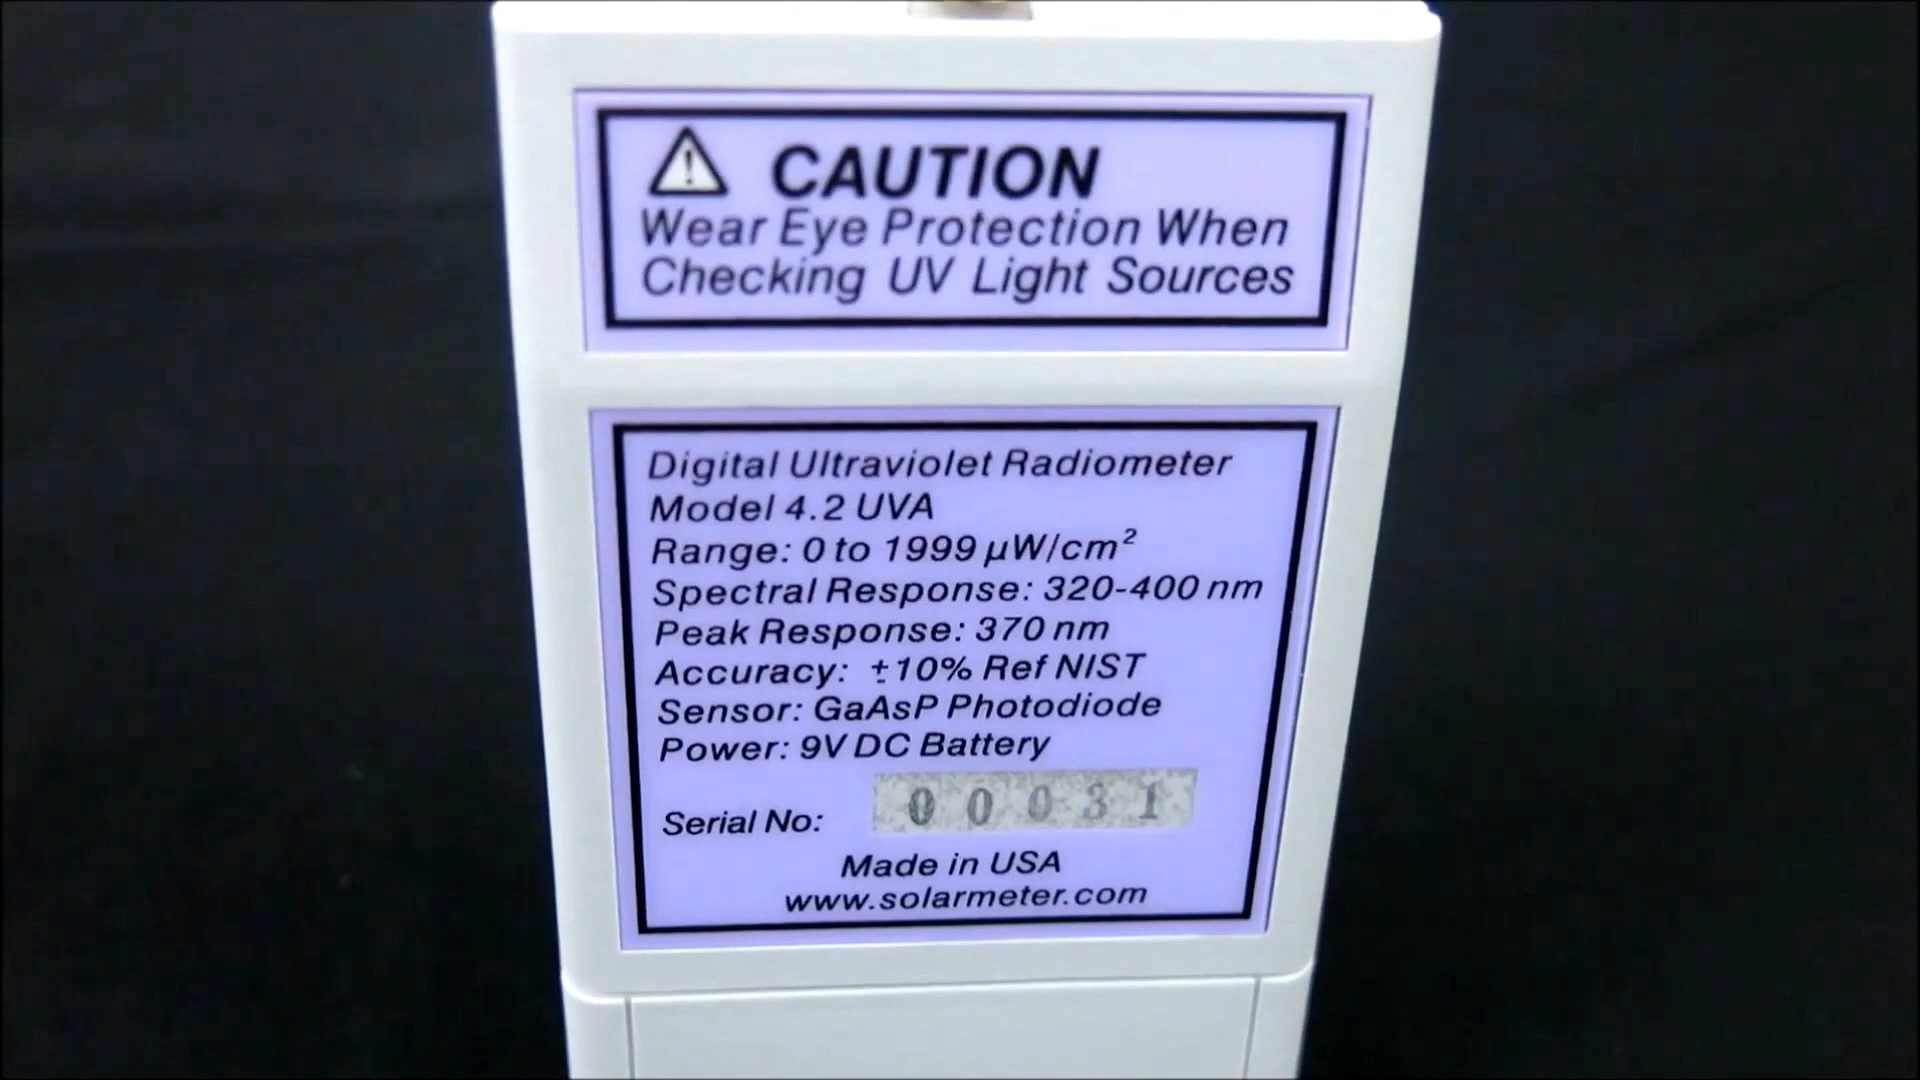 CAUTION
Wear Eye Protection When
Checking UV Light Sources
Digital Ultraviolet Radiometer
Model 4.2 UVA
Range: 0 to 1999 µW/cm²
Spectral Response: 320-400 nm
Peak Response: 370 nm
Accuracy: ±10% Ref NIST
Sensor: GaAsP Photodiode
Power: 9V DC Battery
Serial No: 00031
Made in USA
www.solarmeter.com